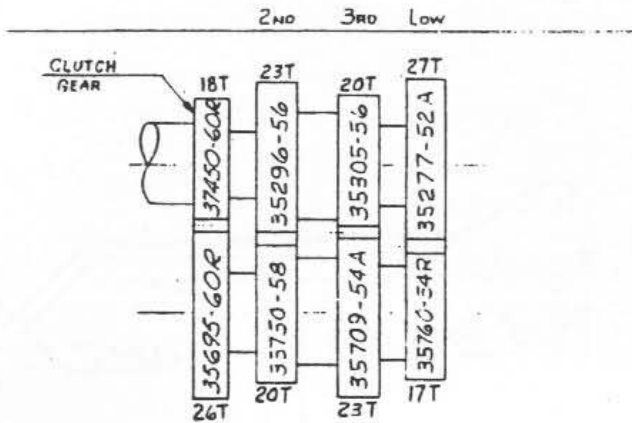 2ND 3RD LOW
CLUTCH
GEAR
18T 23T 20T 27T
37450-60R 35296-56 35305-56 35277-52A
35695-60R 35750-58 35709-54A 35760-54R
26T 20T 23T 17T